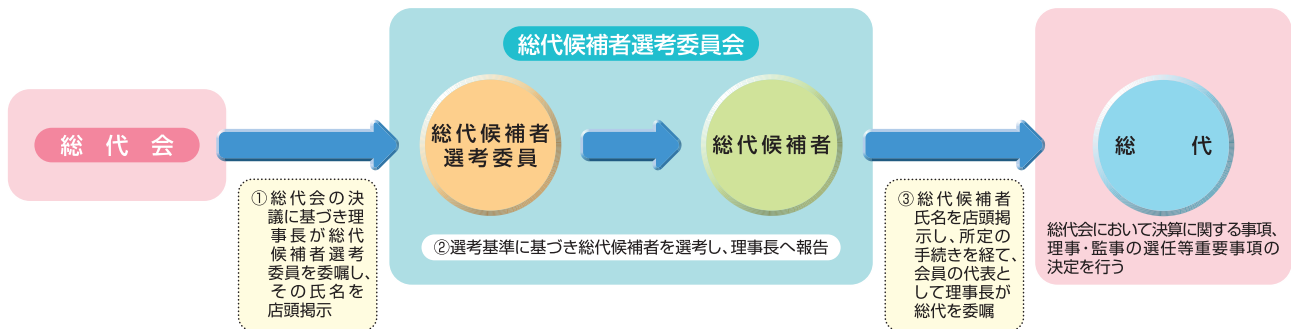 総代会
①総代会の決
議に基づき理
事長が総代
候補者選考
委員を委嘱し、
その氏名を
店頭掲示
総代候補者選考委員会
総代候補者
選考委員
総代候補者
②選考基準に基づき総代候補者を選考し、理事長へ報告
③総代候補者
氏名を店頭掲
示し、所定の
手続きを経て、
会員の代表と
して理事長が
総代を委嘱
総代
総代会において決算に関する事項、
理事・監事の選任等重要事項の
決定を行う